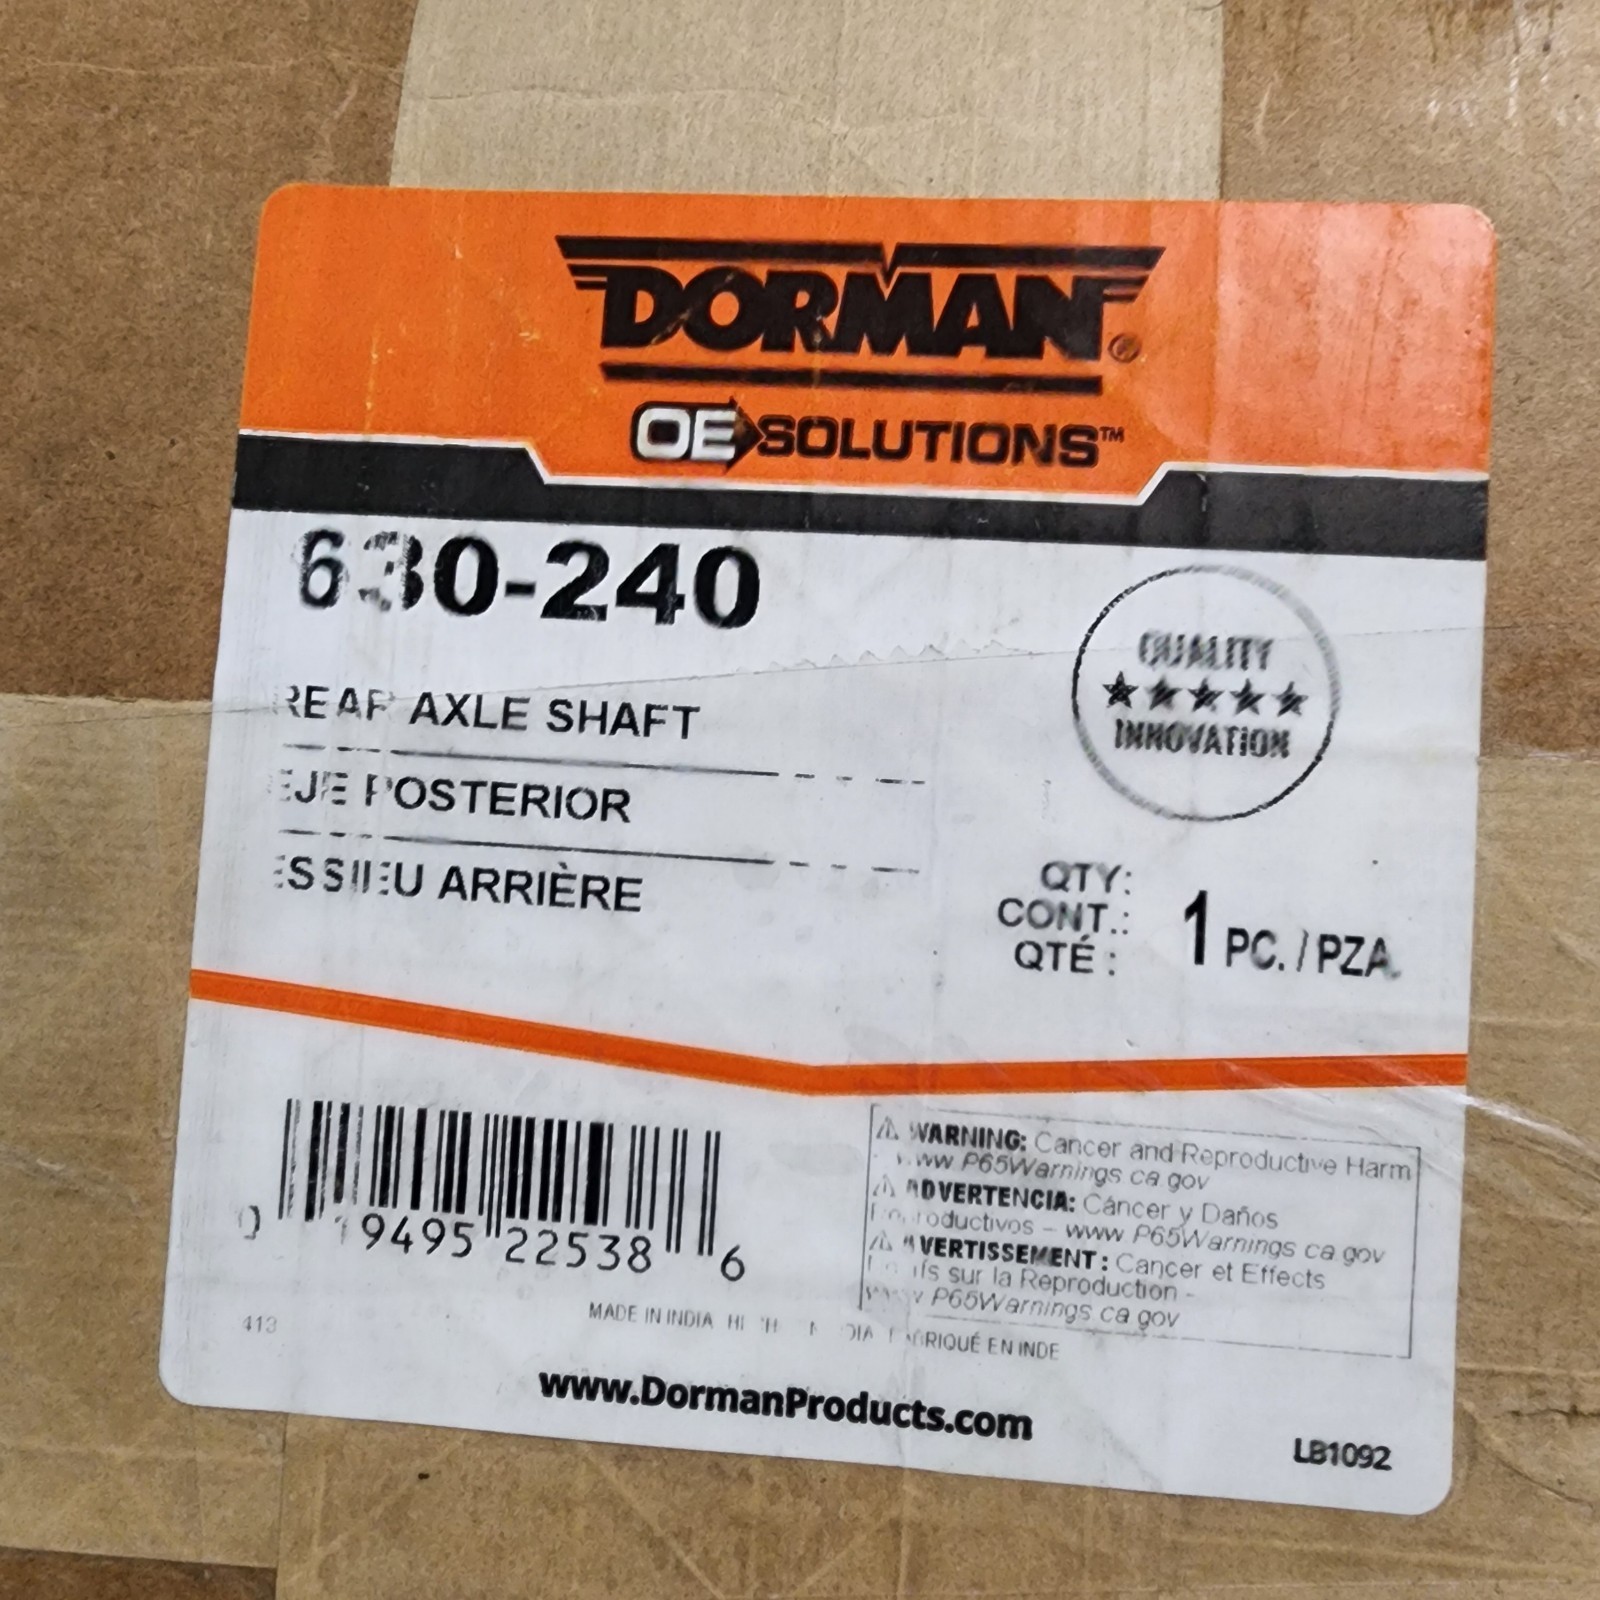 DORMAN®
OE SOLUTIONS™
630-240
REAR AXLE SHAFT
EJE POSTERIOR
ESSIEU ARRIÈRE
QUALITY
INNOVATION
QTY:
CONT.:
QTÉ :
1 PC. / PZA.
0 19495 22538 6
413
WARNING: Cancer and Reproductive Harm
www P65Warnings ca gov
ADVERTENCIA: Cáncer y Daños
Reproductivos - www P65Warnings ca gov
AVERTISSEMENT : Cancer et Effects
sur la Reproduction -
www P65Warnings ca gov
MADE IN INDIA FABRIQUÉ EN INDE
www.DormanProducts.com
LB1092